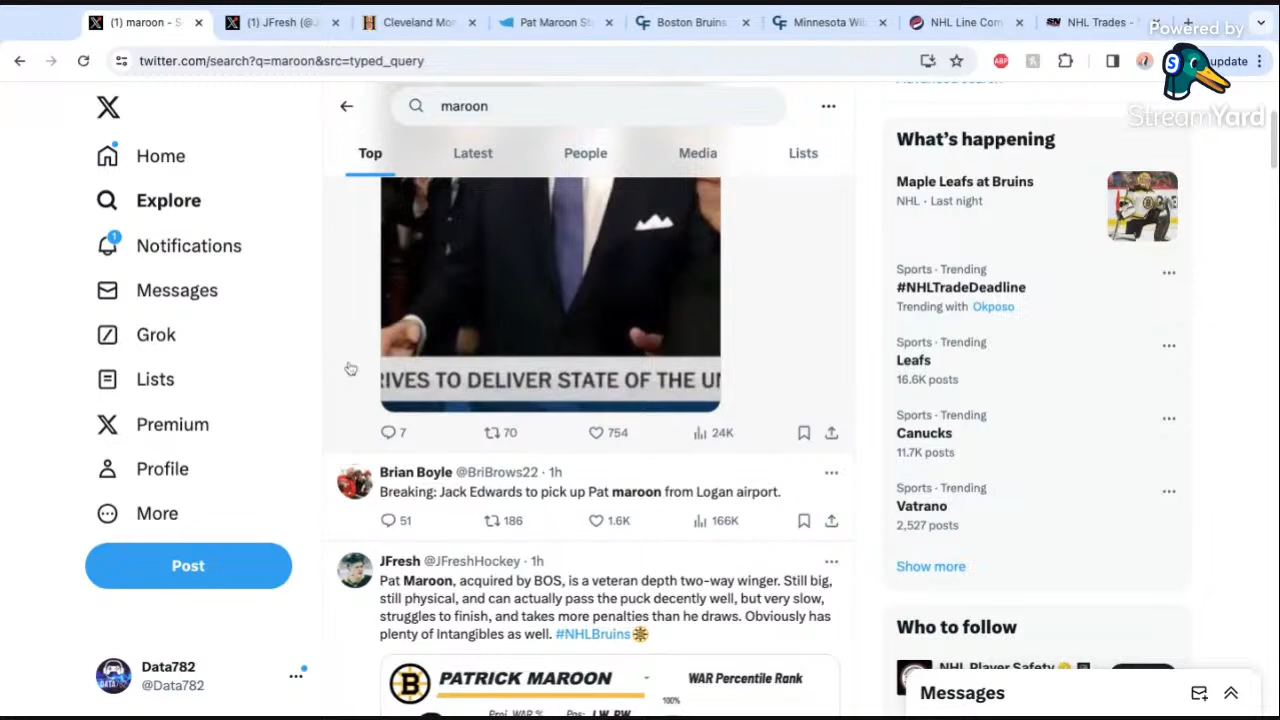 (1) maroon - S
(1) JFresh (@J
Cleveland Mo
Pat Maroon St
Boston Bruins
Minnesota Wil
NHL Line Com
NHL Trades -
Powered by
twitter.com/search?q=maroon&src=typed_query
ABP
update
StreamYard
maroon
Top
Latest
People
Media
Lists
Home
Explore
1
Notifications
Messages
Grok
Lists
Premium
Profile
More
Post
Data782
@Data782
RIVES TO DELIVER STATE OF THE U
7
70
754
24K
Brian Boyle @BriBrows22 · 1h
Breaking: Jack Edwards to pick up Pat maroon from Logan airport.
51
186
1.6K
166K
JFresh @JFreshHockey · 1h
Pat Maroon, acquired by BOS, is a veteran depth two-way winger. Still big,
still physical, and can actually pass the puck decently well, but very slow,
struggles to finish, and takes more penalties than he draws. Obviously has
plenty of Intangibles as well. #NHLBruins
PATRICK MAROON
WAR Percentile Rank
100%
Proj. WAR %
Pos: LW, RW
What's happening
Maple Leafs at Bruins
NHL · Last night
Sports · Trending
#NHLTradeDeadline
Trending with Okposo
Sports · Trending
Leafs
16.6K posts
Sports · Trending
Canucks
11.7K posts
Sports · Trending
Vatrano
2,527 posts
Show more
Who to follow
NHL Player Safety
Messages